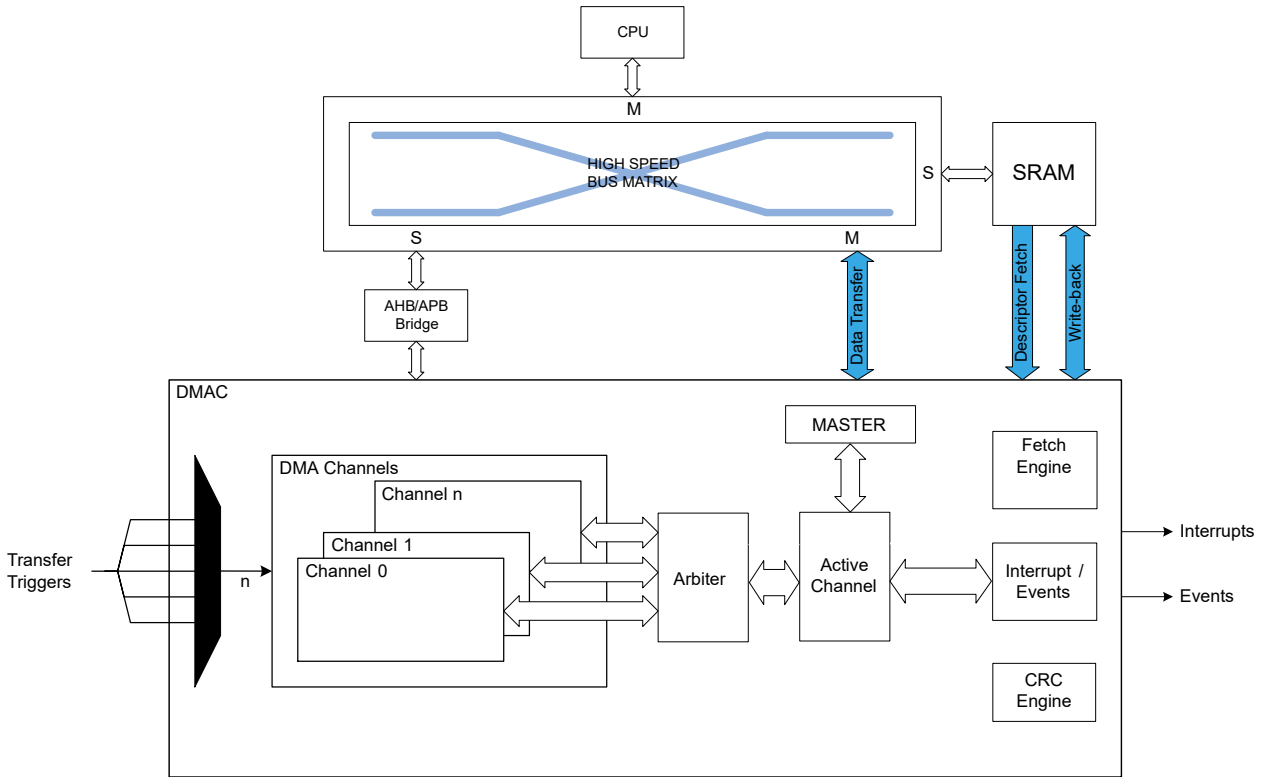 CPU
M
HIGH SPEED
BUS MATRIX
S
SRAM
S
M
AHB/APB
Bridge
Data Transfer
Descriptor Fetch
Write-back
DMAC
MASTER
Fetch
Engine
DMA Channels
Channel n
Channel 1
Channel 0
Transfer
Triggers
n
Arbiter
Active
Channel
Interrupt /
Events
Interrupts
Events
CRC
Engine